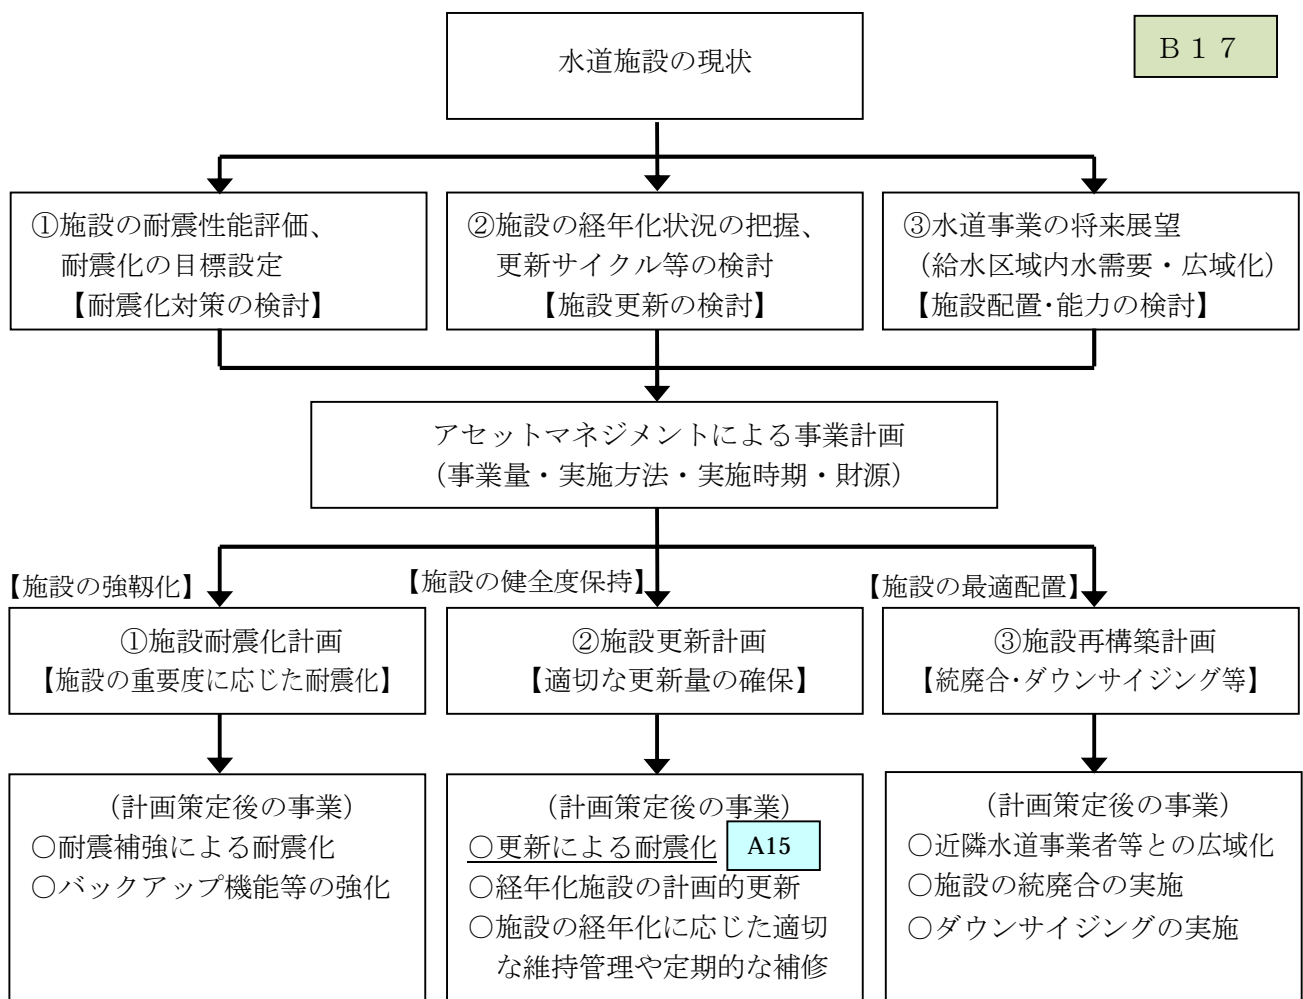 水道施設の現状
B17
①施設の耐震性能評価、
耐震化の目標設定
【耐震化対策の検討】
②施設の経年化状況の把握、
更新サイクル等の検討
【施設更新の検討】
③水道事業の将来展望
(給水区域内水需要・広域化)
【施設配置・能力の検討】
アセットマネジメントによる事業計画
(事業量・実施方法・実施時期・財源)
【施設の強靱化】
【施設の健全度保持】
【施設の最適配置】
①施設耐震化計画
【施設の重要度に応じた耐震化】
②施設更新計画
【適切な更新量の確保】
③施設再構築計画
【統廃合・ダウンサイジング等】
(計画策定後の事業)
○耐震補強による耐震化
○バックアップ機能等の強化
(計画策定後の事業)
○更新による耐震化 A15
○経年化施設の計画的更新
○施設の経年化に応じた適切
な維持管理や定期的な補修
(計画策定後の事業)
○近隣水道事業者等との広域化
○施設の統廃合の実施
○ダウンサイジングの実施